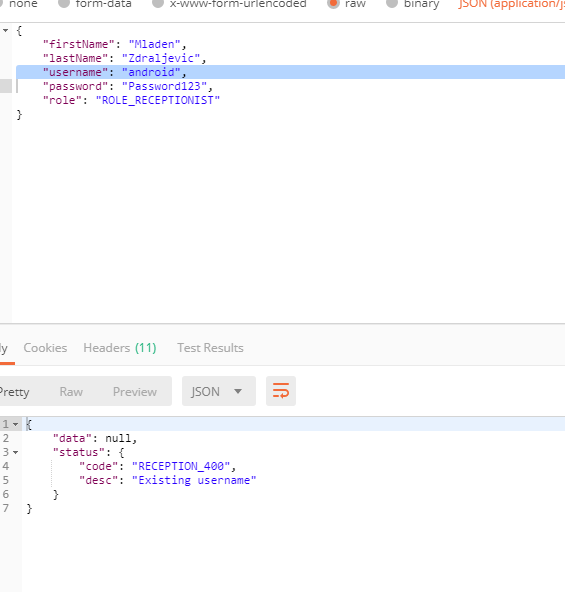 none form-data x-www-form-urlencoded raw binary JSON (application/js
{
"firstName": "Mladen",
"lastName": "Zdraljevic",
"username": "android",
"password": "Password123",
"role": "ROLE_RECEPTIONIST"
}
ly Cookies Headers (11) Test Results
Pretty Raw Preview JSON
1 {
2 "data": null,
3 "status": {
4 "code": "RECEPTION_400",
5 "desc": "Existing username"
6 }
7 }